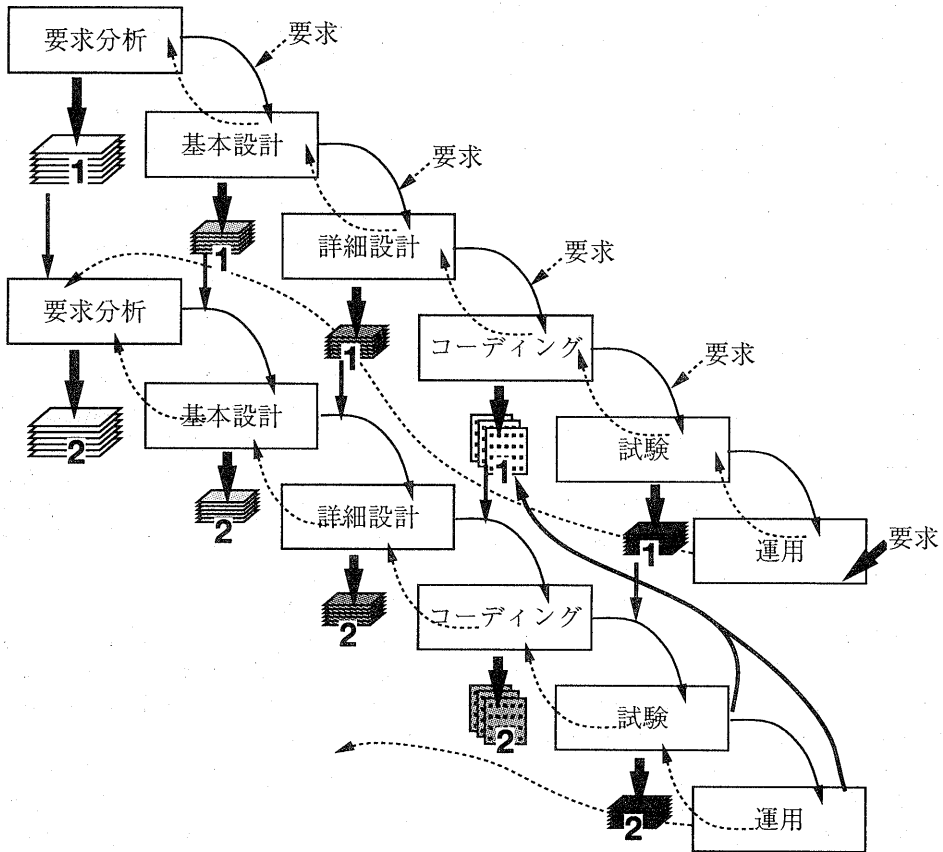 要求分析
要求
基本設計
1
要求
詳細設計
1
要求
要求分析
コーディング
1
要求
基本設計
2
試験
1
詳細設計
2
運用
要求
1
コーディング
2
試験
2
運用
2